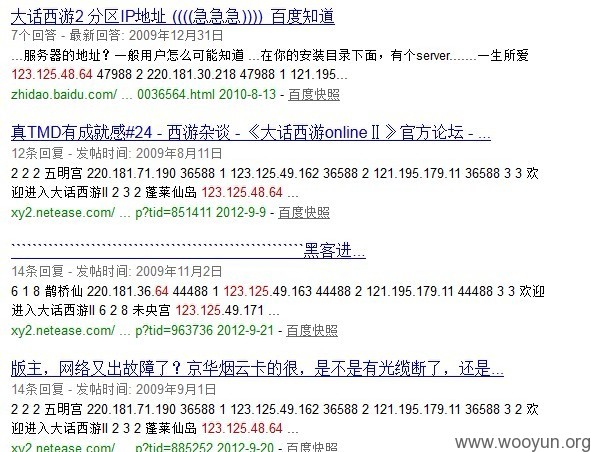 大话西游2 分区IP地址 ((((急急急)))) 百度知道
7个回答 - 最新回答: 2009年12月31日
...服务器的地址? 一般用户怎么可能知道 ...在你的安装目录下面，有个server.......一生所爱
123.125.48.64 47988 2 220.181.30.218 47988 1 121.195...
zhidao.baidu.com/ ... 0036564.html 2010-8-13 - 百度快照
真TMD有成就感#24 - 西游杂谈 - 《大话西游onlineⅡ》官方论坛 - ...
12条回复 - 发帖时间: 2009年8月11日
2 2 2 五明宫 220.181.71.190 36588 1 123.125.49.162 36588 2 121.195.179.11 36588 3 3 欢
迎进入大话西游II 2 3 2 蓬莱仙岛 123.125.48.64 ...
xy2.netease.com/ ... p?tid=851411 2012-9-9 - 百度快照
````````````````````````````````````````````````````````黑客进...
14条回复 - 发帖时间: 2009年11月2日
6 1 8 鹊桥仙 220.181.36.64 44488 1 123.125.49.163 44488 2 121.195.179.11 44488 3 3 欢迎
进入大话西游II 6 2 8 未央宫 123.125.49.171 ...
xy2.netease.com/ ... p?tid=963736 2012-9-21 - 百度快照
版主，网络又出故障了？京华烟云卡的很，是不是有光缆断了，还是...
14条回复 - 发帖时间: 2009年9月1日
2 2 2 五明宫 220.181.71.190 36588 1 123.125.49.162 36588 2 121.195.179.11 36588 3 2 欢
迎进入大话西游II 2 3 2 蓬莱仙岛 123.125.48.64 ...
xy2.netease.com/ ... p?tid=885252 2012-9-20 - 百度快照
www.wooyun.org